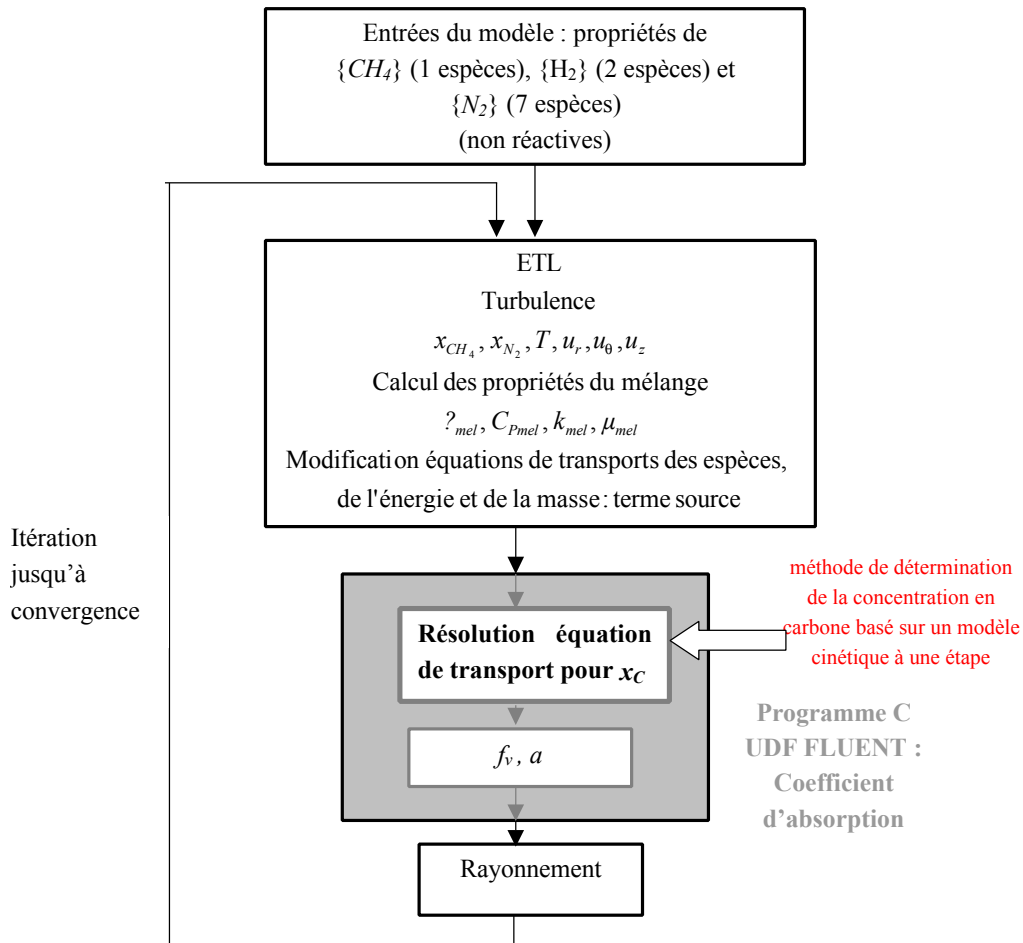 Entrées du modèle : propriétés de
{CH4} (1 espèces), {H2} (2 espèces) et
{N2} (7 espèces)
(non réactives)
ETL
Turbulence
xCH4, xN2, T, ur, uθ, uz
Calcul des propriétés du mélange
?mel, CPmel, kmel, μmel
Modification équations de transports des espèces,
de l'énergie et de la masse: terme source
Itération
jusqu’à
convergence
Résolution équation
de transport pour xC
méthode de détermination
de la concentration en
carbone basé sur un modèle
cinétique à une étape
fv, a
Programme C
UDF FLUENT :
Coefficient
d’absorption
Rayonnement